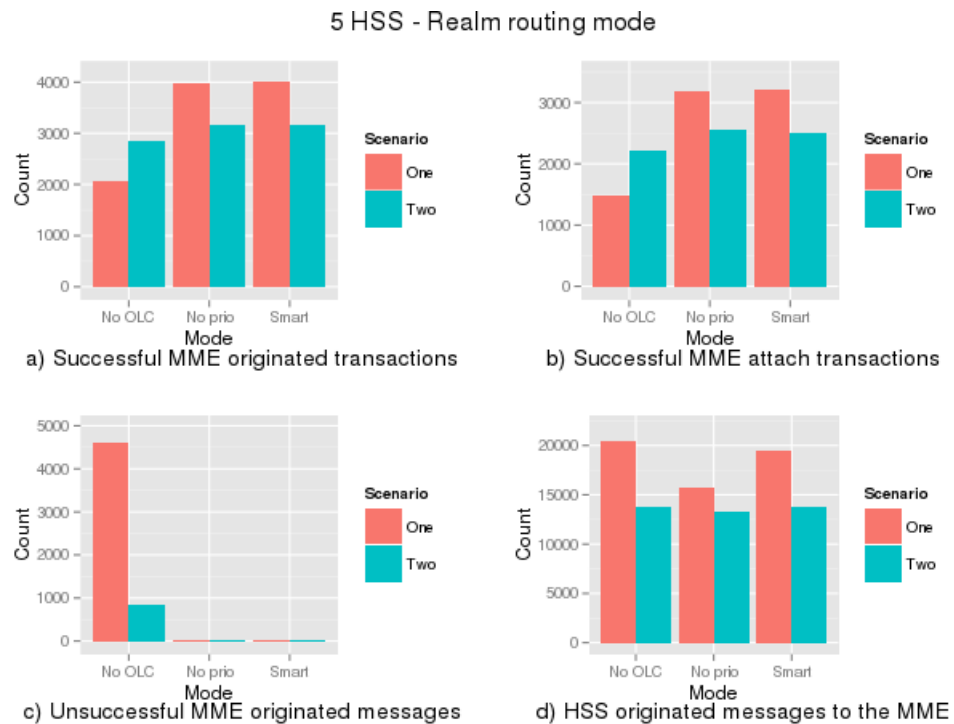 5 HSS - Realm routing mode
4000
3000
2000
1000
0
Count
No OLC No prio Smart
Mode
Scenario
One
Two
a) Successful MME originated transactions
3000
2000
1000
0
Count
No OLC No prio Smart
Mode
Scenario
One
Two
b) Successful MME attach transactions
5000
4000
3000
2000
1000
0
Count
No OLC No prio Smart
Mode
Scenario
One
Two
c) Unsuccessful MME originated messages
20000
15000
10000
5000
0
Count
No OLC No prio Smart
Mode
Scenario
One
Two
d) HSS originated messages to the MME